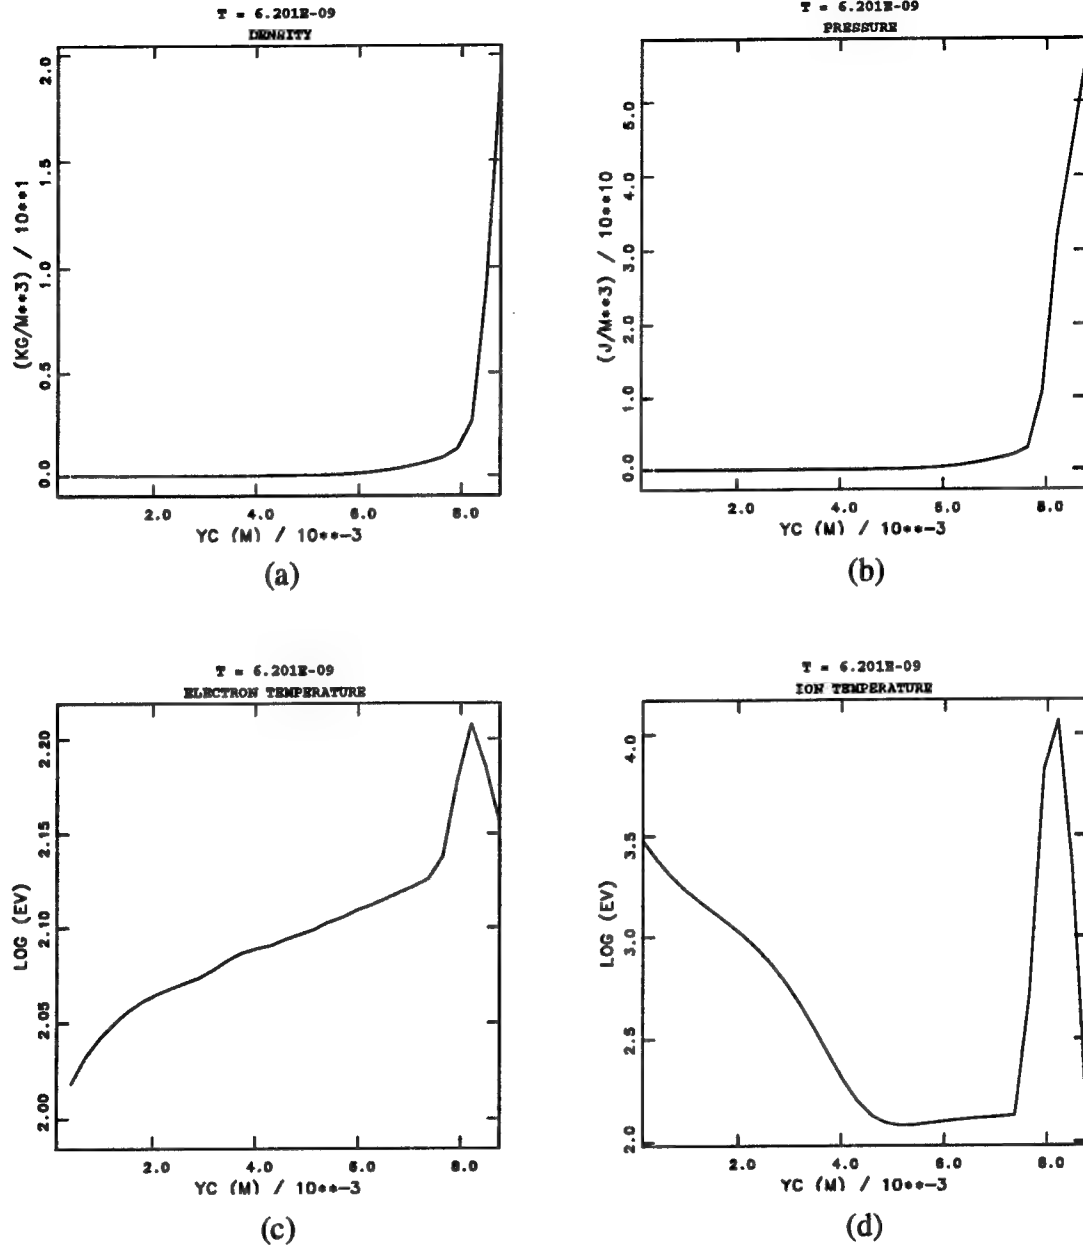 T = 6.201E-09
DENSITY
(KG/M**3) / 10**1
2.0
1.5
1.0
0.5
0.0
2.0 4.0 6.0 8.0
YC (M) / 10**-3
(a)
T = 6.201E-09
PRESSURE
(J/M**3) / 10**10
5.0
4.0
3.0
2.0
1.0
0.0
2.0 4.0 6.0 8.0
YC (M) / 10**-3
(b)
T = 6.201E-09
ELECTRON TEMPERATURE
LOG (EV)
2.20
2.15
2.10
2.05
2.00
2.0 4.0 6.0 8.0
YC (M) / 10**-3
(c)
T = 6.201E-09
ION TEMPERATURE
LOG (EV)
4.0
3.5
3.0
2.5
2.0
2.0 4.0 6.0 8.0
YC (M) / 10**-3
(d)